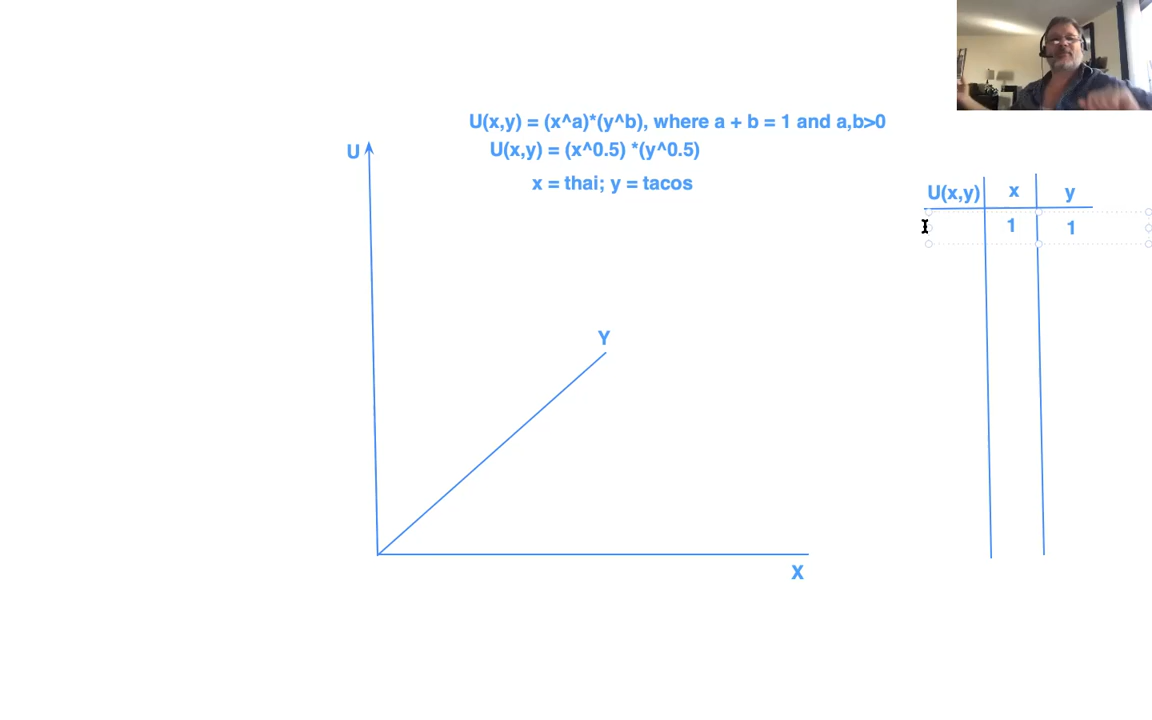 U(x,y) = (x^a)*(y^b), where a + b = 1 and a,b>0
U(x,y) = (x^0.5) *(y^0.5)
x = thai; y = tacos
U
Y
X
U(x,y) x y
1 1